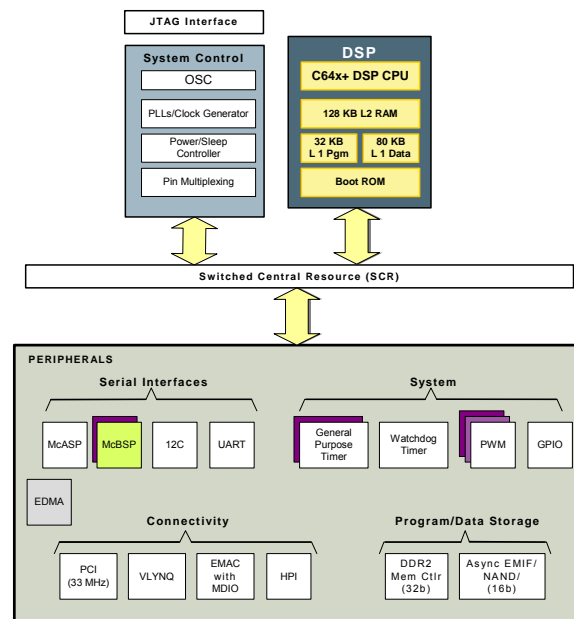 JTAG Interface
System Control
OSC
PLLs/Clock Generator
Power/Sleep
Controller
Pin Multiplexing
DSP
C64x+ DSP CPU
128 KB L2 RAM
32 KB
L 1 Pgm
80 KB
L 1 Data
Boot ROM
Switched Central Resource (SCR)
PERIPHERALS
Serial Interfaces
McASP
McBSP
12C
UART
System
General
Purpose
Timer
Watchdog
Timer
PWM
GPIO
EDMA
Connectivity
PCI
(33 MHz)
VLYNQ
EMAC
with
MDIO
HPI
Program/Data Storage
DDR2
Mem Ctlr
(32b)
Async EMIF/
NAND/
(16b)